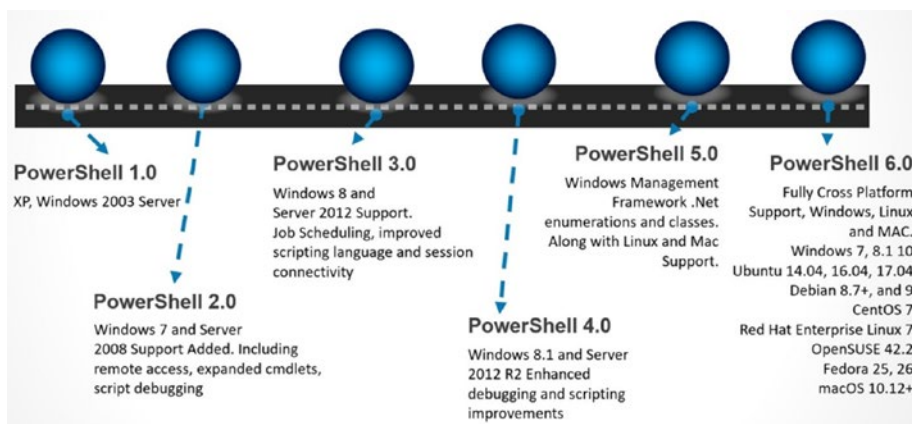 PowerShell 1.0
XP, Windows 2003 Server
PowerShell 2.0
Windows 7 and Server
2008 Support Added. Including
remote access, expanded cmdlets,
script debugging
PowerShell 3.0
Windows 8 and
Server 2012 Support.
Job Scheduling, improved
scripting language and session
connectivity
PowerShell 4.0
Windows 8.1 and Server
2012 R2 Enhanced
debugging and scripting
improvements
PowerShell 5.0
Windows Management
Framework .Net
enumerations and classes.
Along with Linux and Mac
Support.
PowerShell 6.0
Fully Cross Platform
Support, Windows, Linux
and MAC.
Windows 7, 8.1 10
Ubuntu 14.04, 16.04, 17.04
Debian 8.7+, and 9
CentOS 7
Red Hat Enterprise Linux 7
OpenSUSE 42.2
Fedora 25, 26
macOS 10.12+